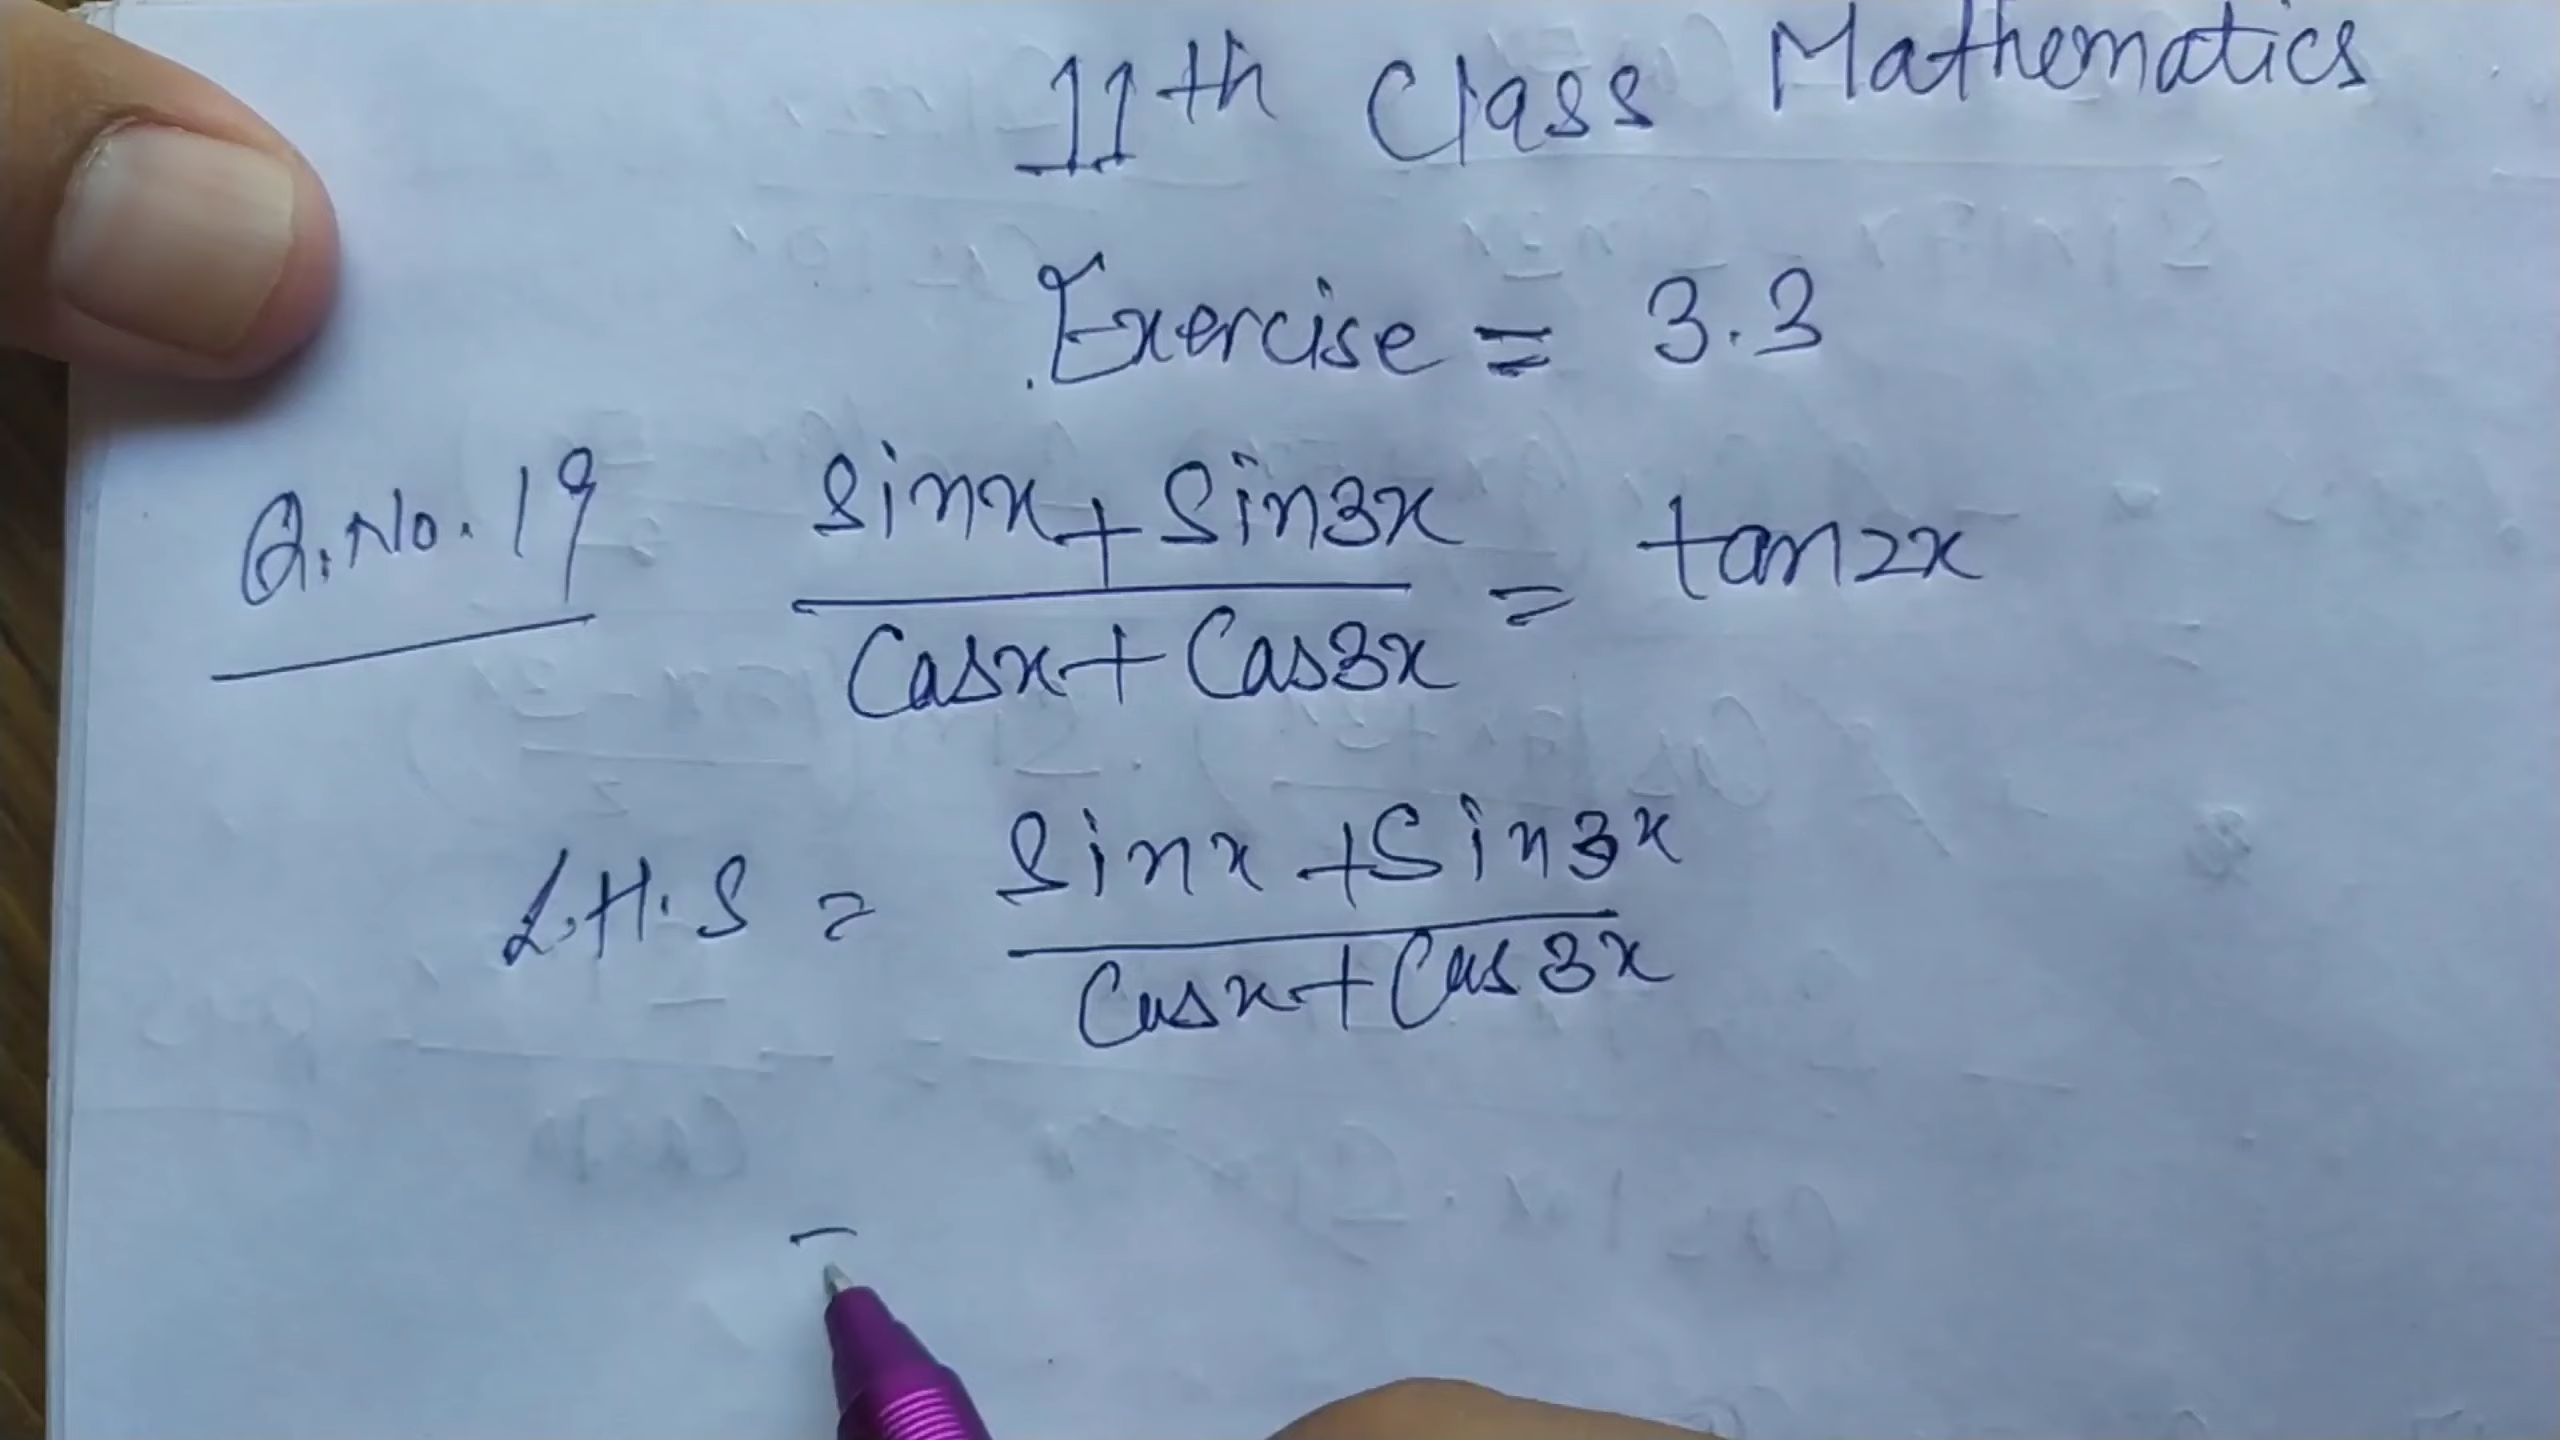 11th Class Mathematics
Exercise = 3.3
Q.No.19 sinx + sin3x / Cosx + Cos3x = tan2x
L.H.S = sinx + sin3x / Cosx + Cos3x